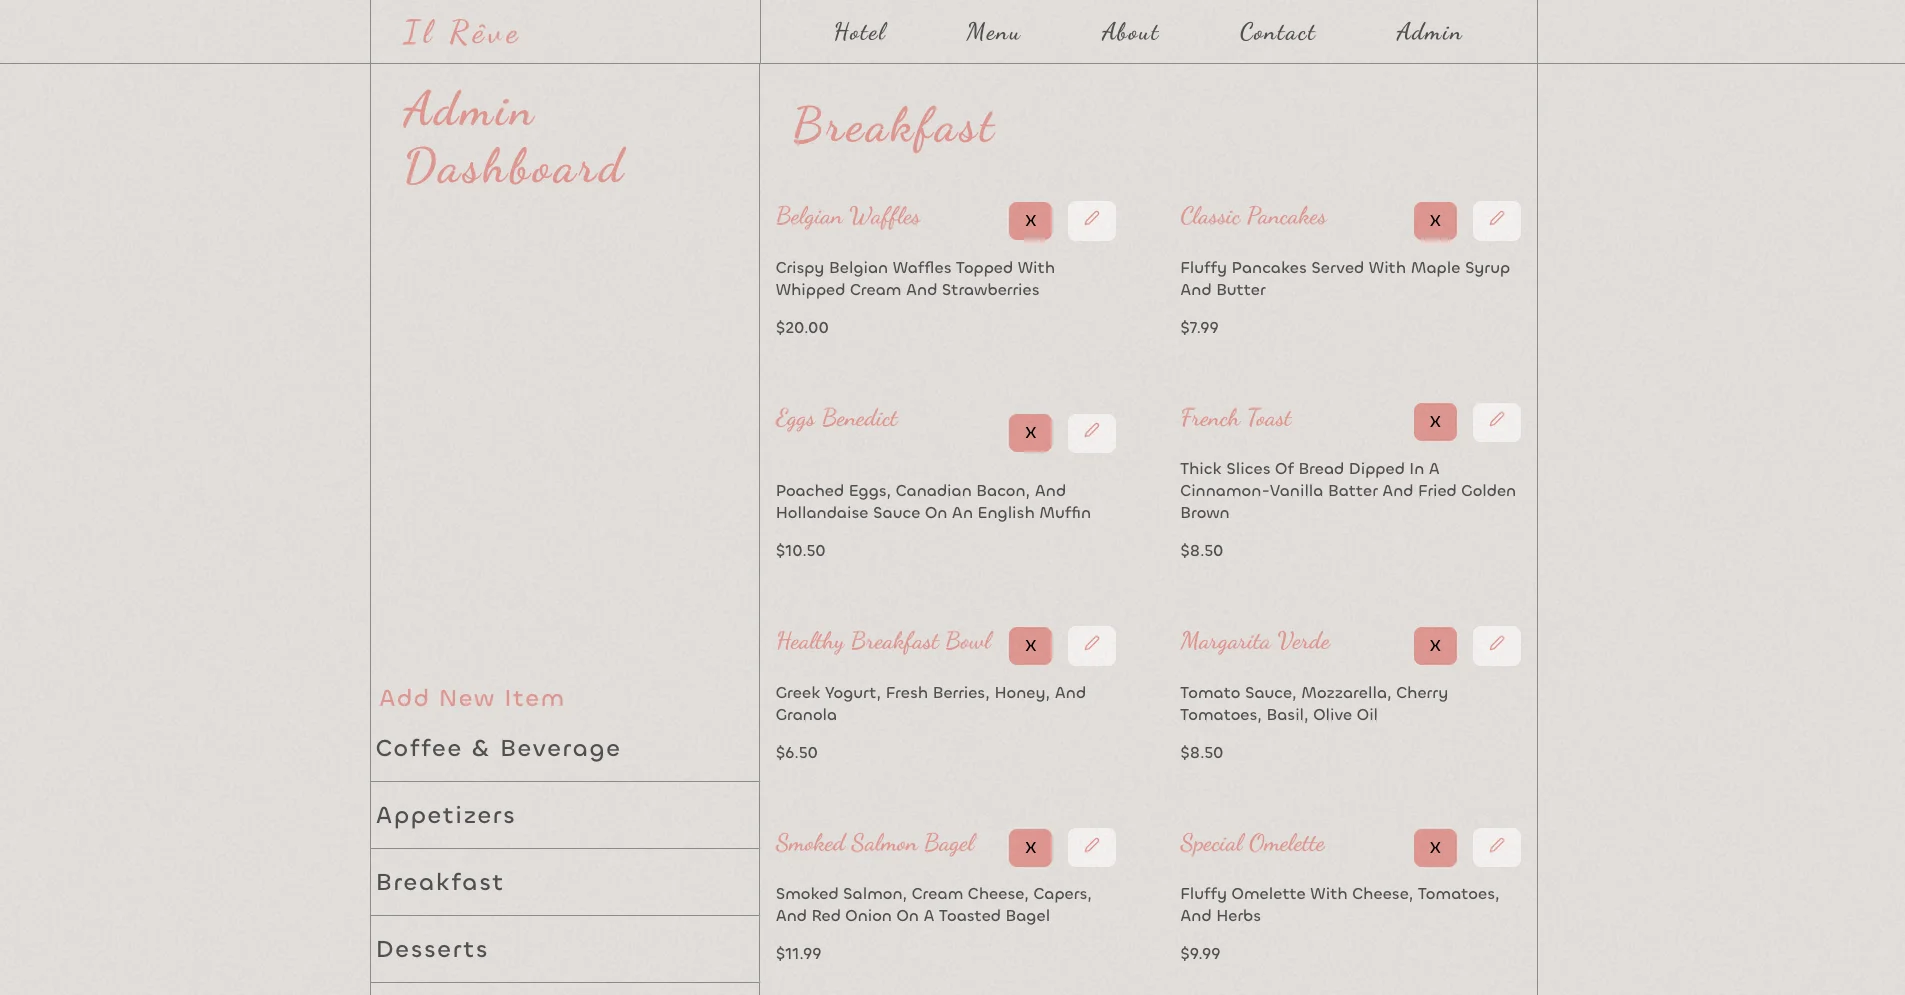 Il Rêve
Hotel
Menu
About
Contact
Admin
Admin
Dashboard
Add New Item
Coffee & Beverage
Appetizers
Breakfast
Desserts
Breakfast
Belgian Waffles
X
Crispy Belgian Waffles Topped With
Whipped Cream And Strawberries
$20.00
Classic Pancakes
X
Fluffy Pancakes Served With Maple Syrup
And Butter
$7.99
Eggs Benedict
X
Poached Eggs, Canadian Bacon, And
Hollandaise Sauce On An English Muffin
$10.50
French Toast
X
Thick Slices Of Bread Dipped In A
Cinnamon-Vanilla Batter And Fried Golden
Brown
$8.50
Healthy Breakfast Bowl
X
Greek Yogurt, Fresh Berries, Honey, And
Granola
$6.50
Margarita Verde
X
Tomato Sauce, Mozzarella, Cherry
Tomatoes, Basil, Olive Oil
$8.50
Smoked Salmon Bagel
X
Smoked Salmon, Cream Cheese, Capers,
And Red Onion On A Toasted Bagel
$11.99
Special Omelette
X
Fluffy Omelette With Cheese, Tomatoes,
And Herbs
$9.99